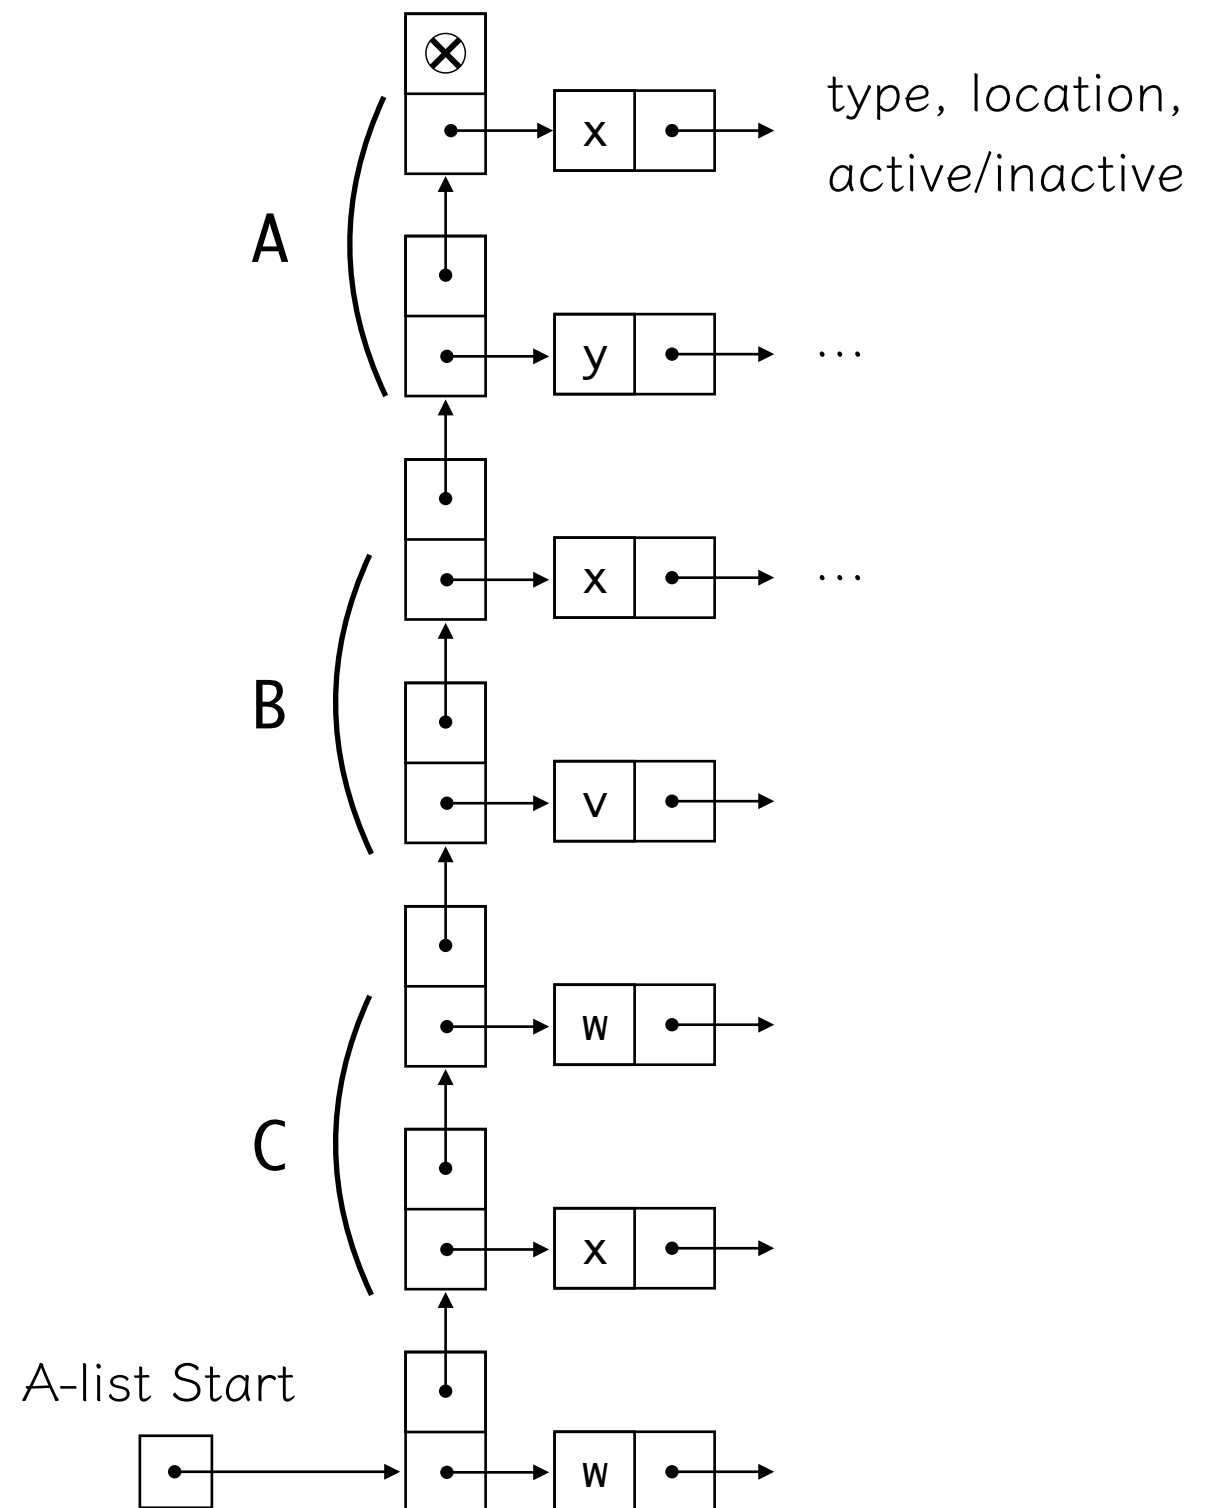 x
type, location,
active/inactive
A
y
...
x
...
B
v
w
C
x
A-list Start
w